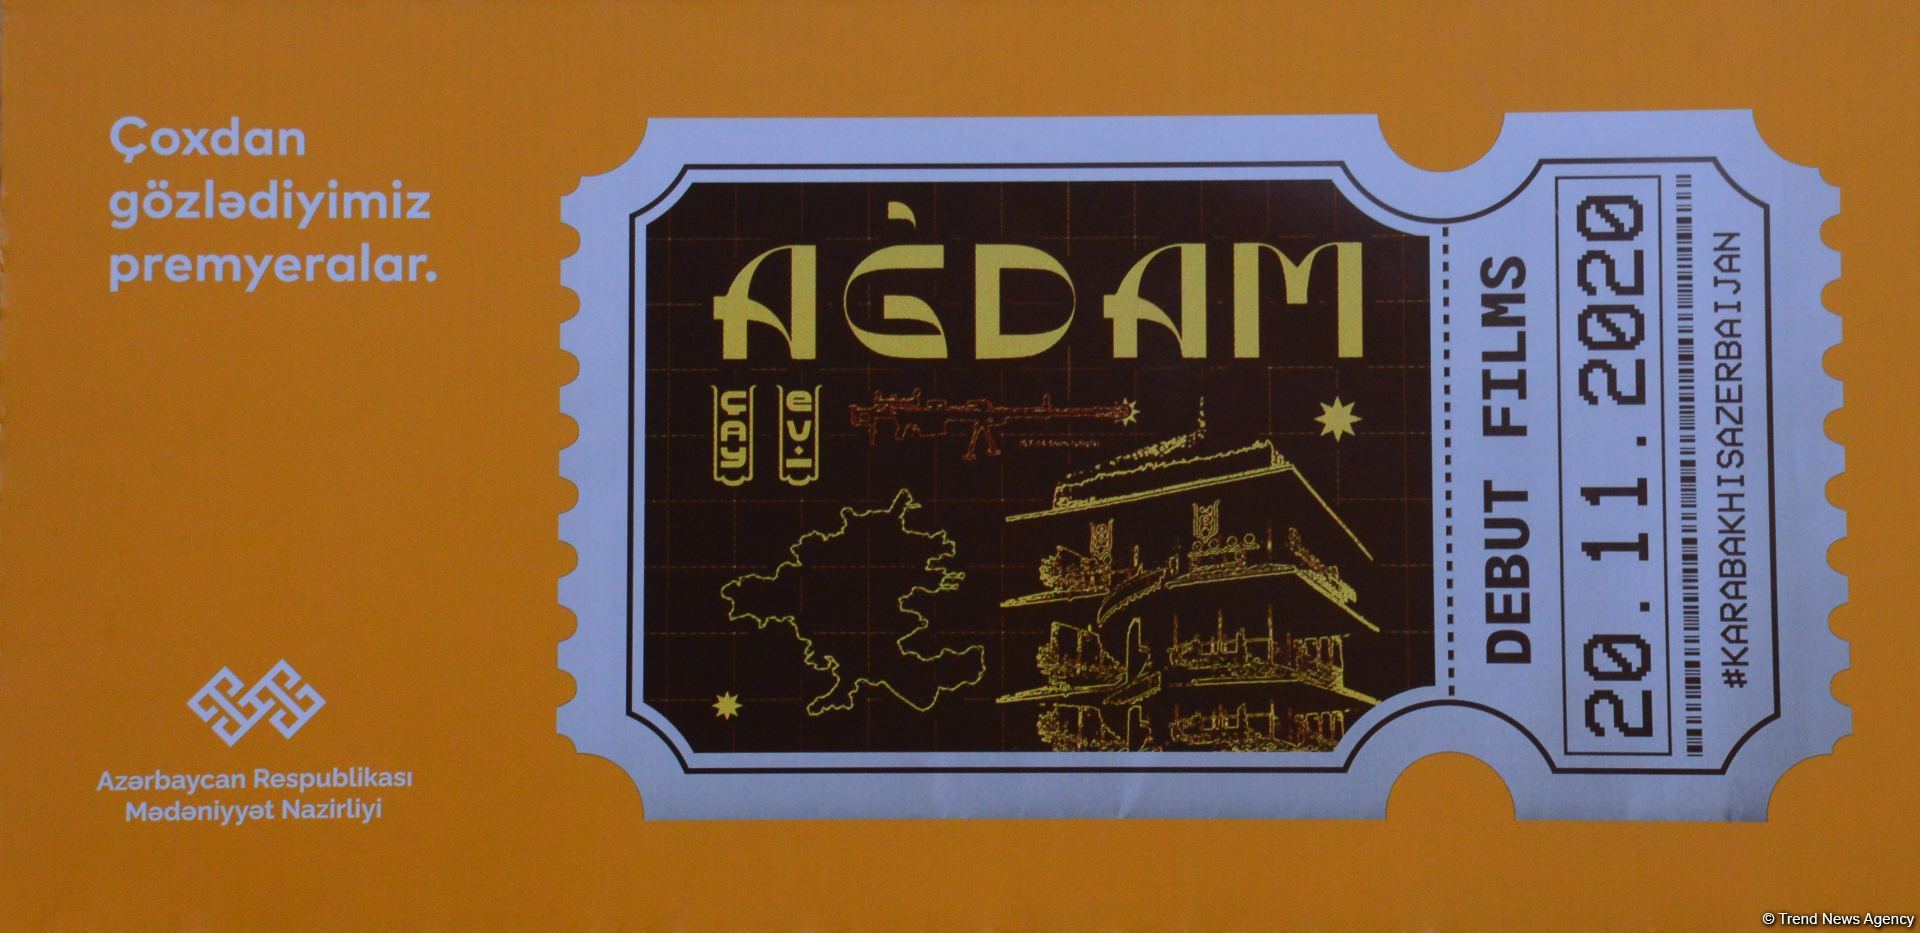 Çoxdan
gözlədiyimiz
premyeralar.
Azərbaycan Respublikası
Mədəniyyət Nazirliyi
AĞDAM
ÇAY
evi
DEBUT FILMS
20.11.2020
#KARABAKHISAZERBAIJAN
© Trend News Agency